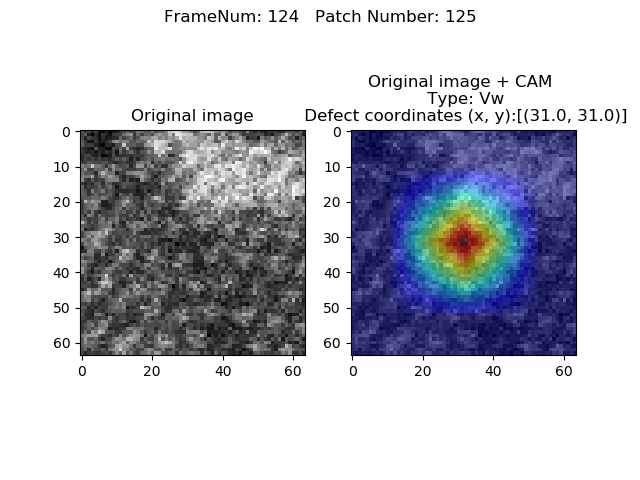 FrameNum: 124   Patch Number: 125
Original image
Original image + CAM
Type: Vw
Defect coordinates (x, y):[(31.0, 31.0)]
0
10
20
30
40
50
60
0 20 40 60
0
10
20
30
40
50
60
0 20 40 60